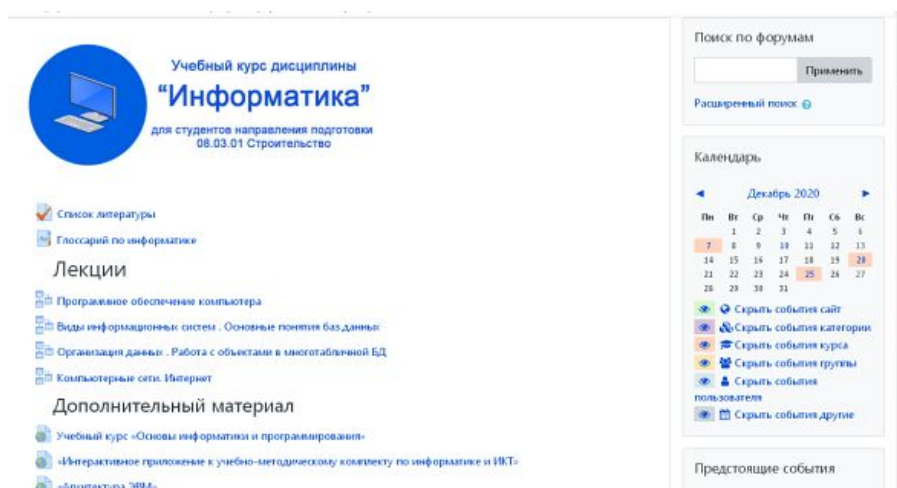 Учебный курс дисциплины
“Информатика”
для студентов направления подготовки
08.03.01 Строительство
Список литературы
Глоссарий по информатике
Лекции
Программное обеспечение компьютера
Виды информационных систем . Основные понятия баз данных
Организация данных . Работа с объектами в многотабличной БД
Компьютерные сети. Интернет
Дополнительный материал
Учебный курс «Основы информатики и программирования»
«Интерактивное приложение к учебно-методическому комплекту по информатике и ИКТ»
«Архитектура ЭВМ»
Поиск по форумам
Применить
Расширенный поиск
Календарь
◄ Декабрь 2020 ►
Пн Вт Ср Чт Пт Сб Вс
1 2 3 4 5 6
7 8 9 10 11 12 13
14 15 16 17 18 19 20
21 22 23 24 25 26 27
28 29 30 31
Скрыть события сайт
Скрыть события категории
Скрыть события курса
Скрыть события группы
Скрыть события
пользователя
Скрыть события другие
Предстоящие события